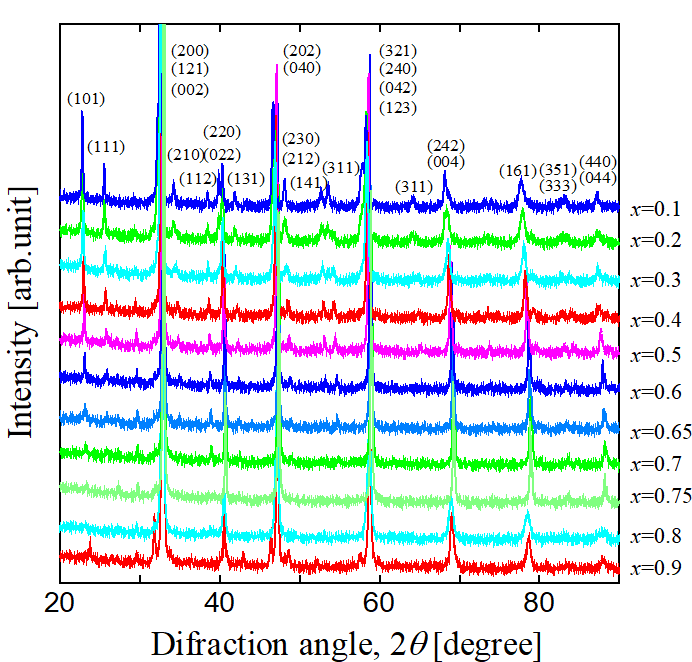 (200)
(121)
(002)
(202)
(040)
(321)
(240)
(042)
(123)
(101)
(111)
(210)
(220)
(022)
(112)
(131)
(230)
(212)
(141)
(311)
(311)
(242)
(004)
(161)
(351)
(333)
(440)
(044)
x=0.1
x=0.2
x=0.3
x=0.4
x=0.5
x=0.6
x=0.65
x=0.7
x=0.75
x=0.8
x=0.9
Intensity [arb.unit]
20 40 60 80
Difraction angle, 2θ [degree]